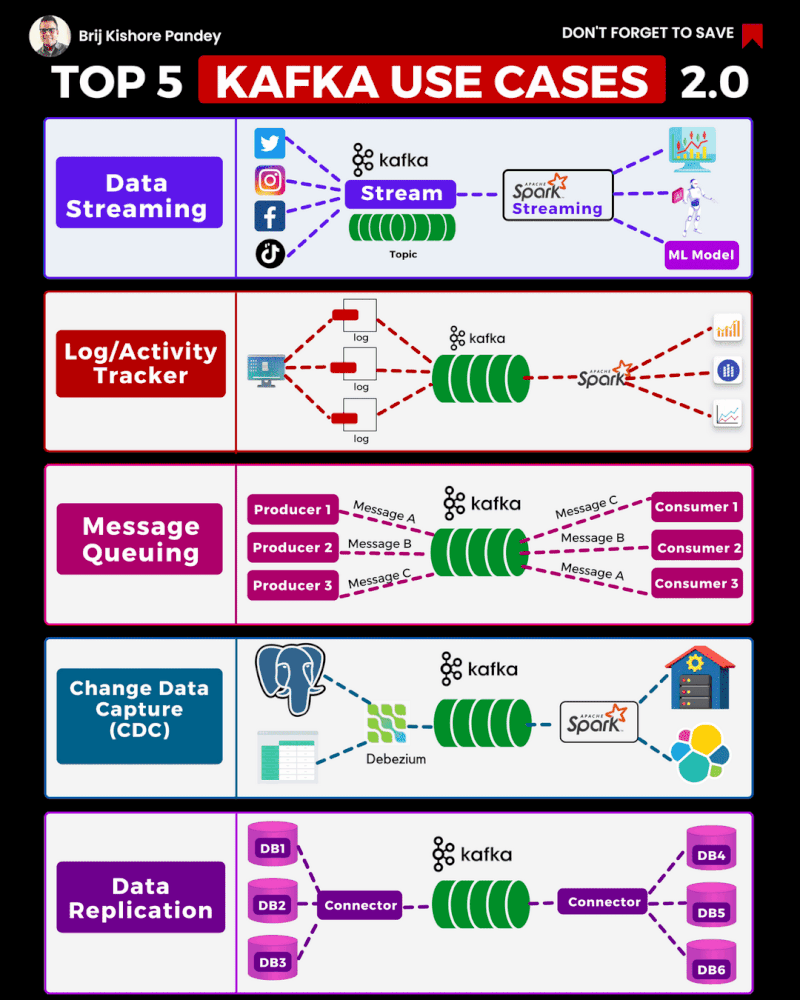 Brij Kishore Pandey
DON'T FORGET TO SAVE
TOP 5 KAFKA USE CASES 2.0
Data
Streaming
kafka
Stream
Topic
APACHE
Spark
Streaming
ML Model
Log/Activity
Tracker
log
log
log
kafka
APACHE
Spark
Message
Queuing
Producer 1
Producer 2
Producer 3
Message A
Message B
Message C
kafka
Message C
Message B
Message A
Consumer 1
Consumer 2
Consumer 3
Change Data
Capture
(CDC)
Debezium
kafka
APACHE
Spark
Data
Replication
DB1
DB2
DB3
Connector
kafka
Connector
DB4
DB5
DB6